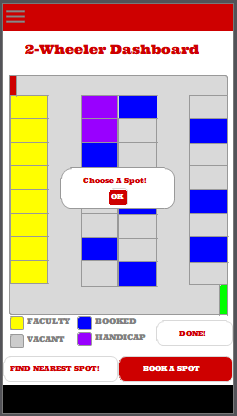 2-Wheeler Dashboard
Choose A Spot!
OK
FACULTY
BOOKED
VACANT
HANDICAP
DONE!
FIND NEAREST SPOT!
BOOK A SPOT